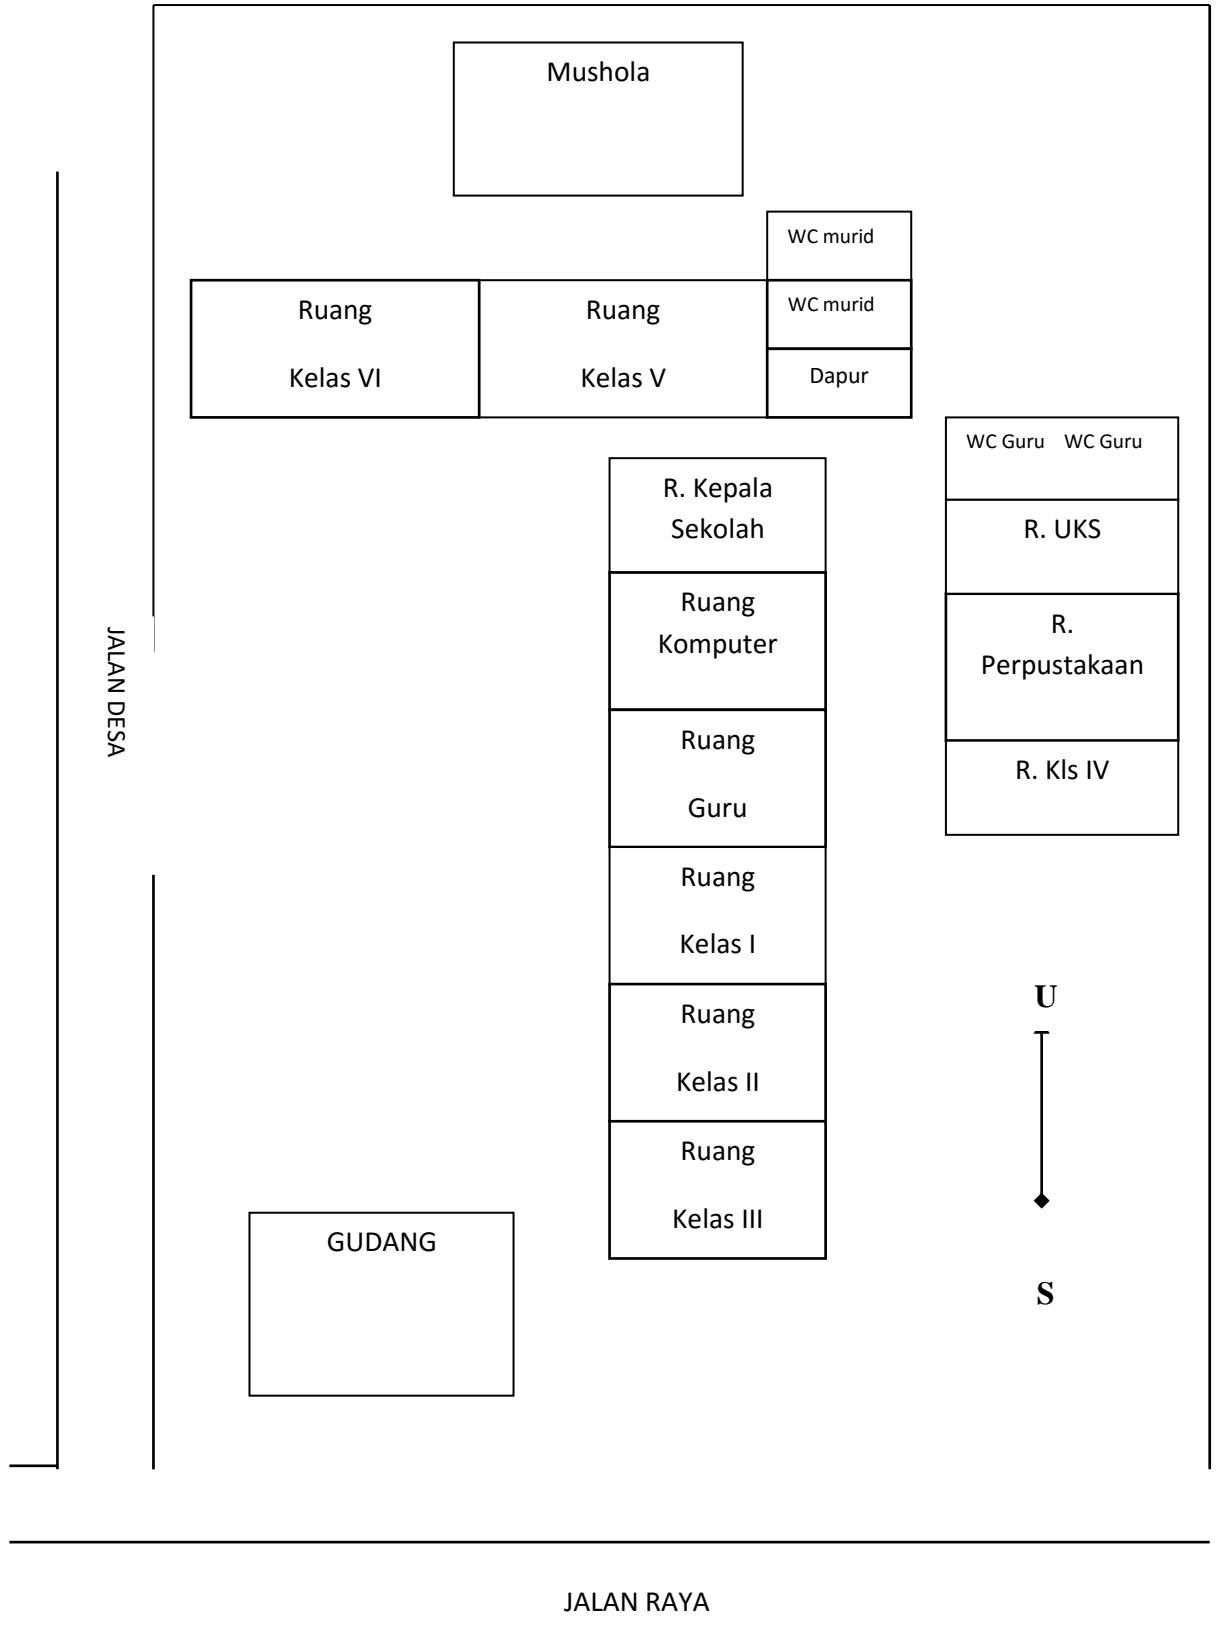 Mushola
WC murid
Ruang
Kelas VI
Ruang
Kelas V
WC murid
Dapur
WC Guru WC Guru
R. Kepala
Sekolah
R. UKS
Ruang
Komputer
R.
Perpustakaan
JALAN DESA
Ruang
Guru
R. Kls IV
Ruang
Kelas I
Ruang
Kelas II
U
Ruang
Kelas III
GUDANG
S
JALAN RAYA